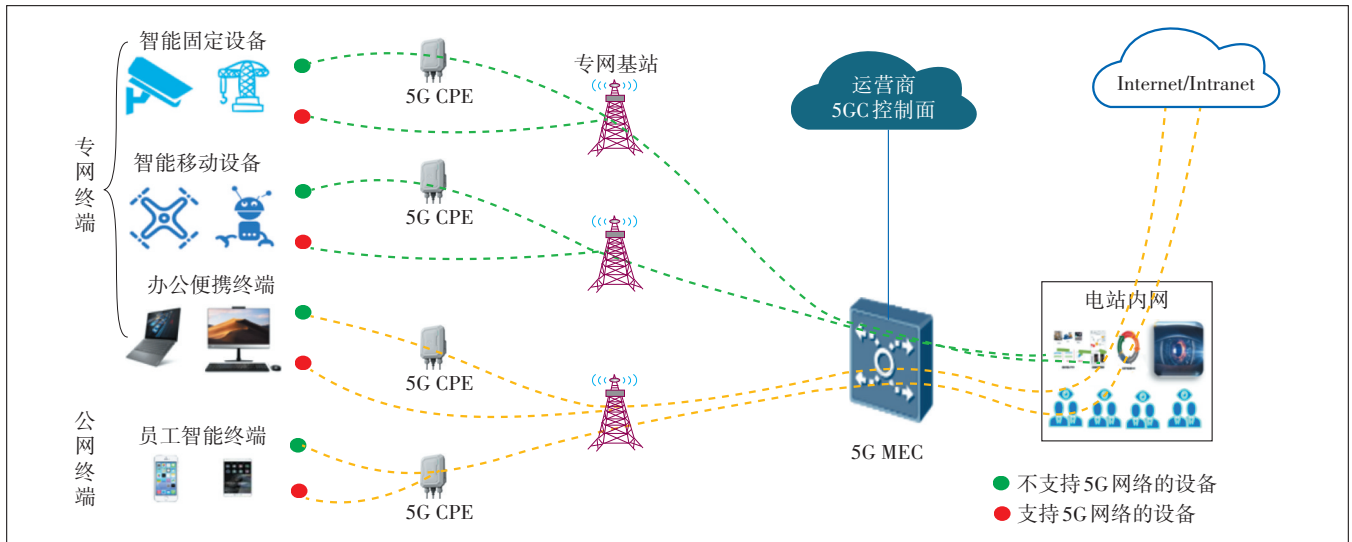 智能固定设备
5G CPE
专网基站
运营商
5GC控制面
Internet/Intranet
专网终端
智能移动设备
5G CPE
办公便携终端
电站内网
5G MEC
公网终端
员工智能终端
5G CPE
不支持5G网络的设备
支持5G网络的设备